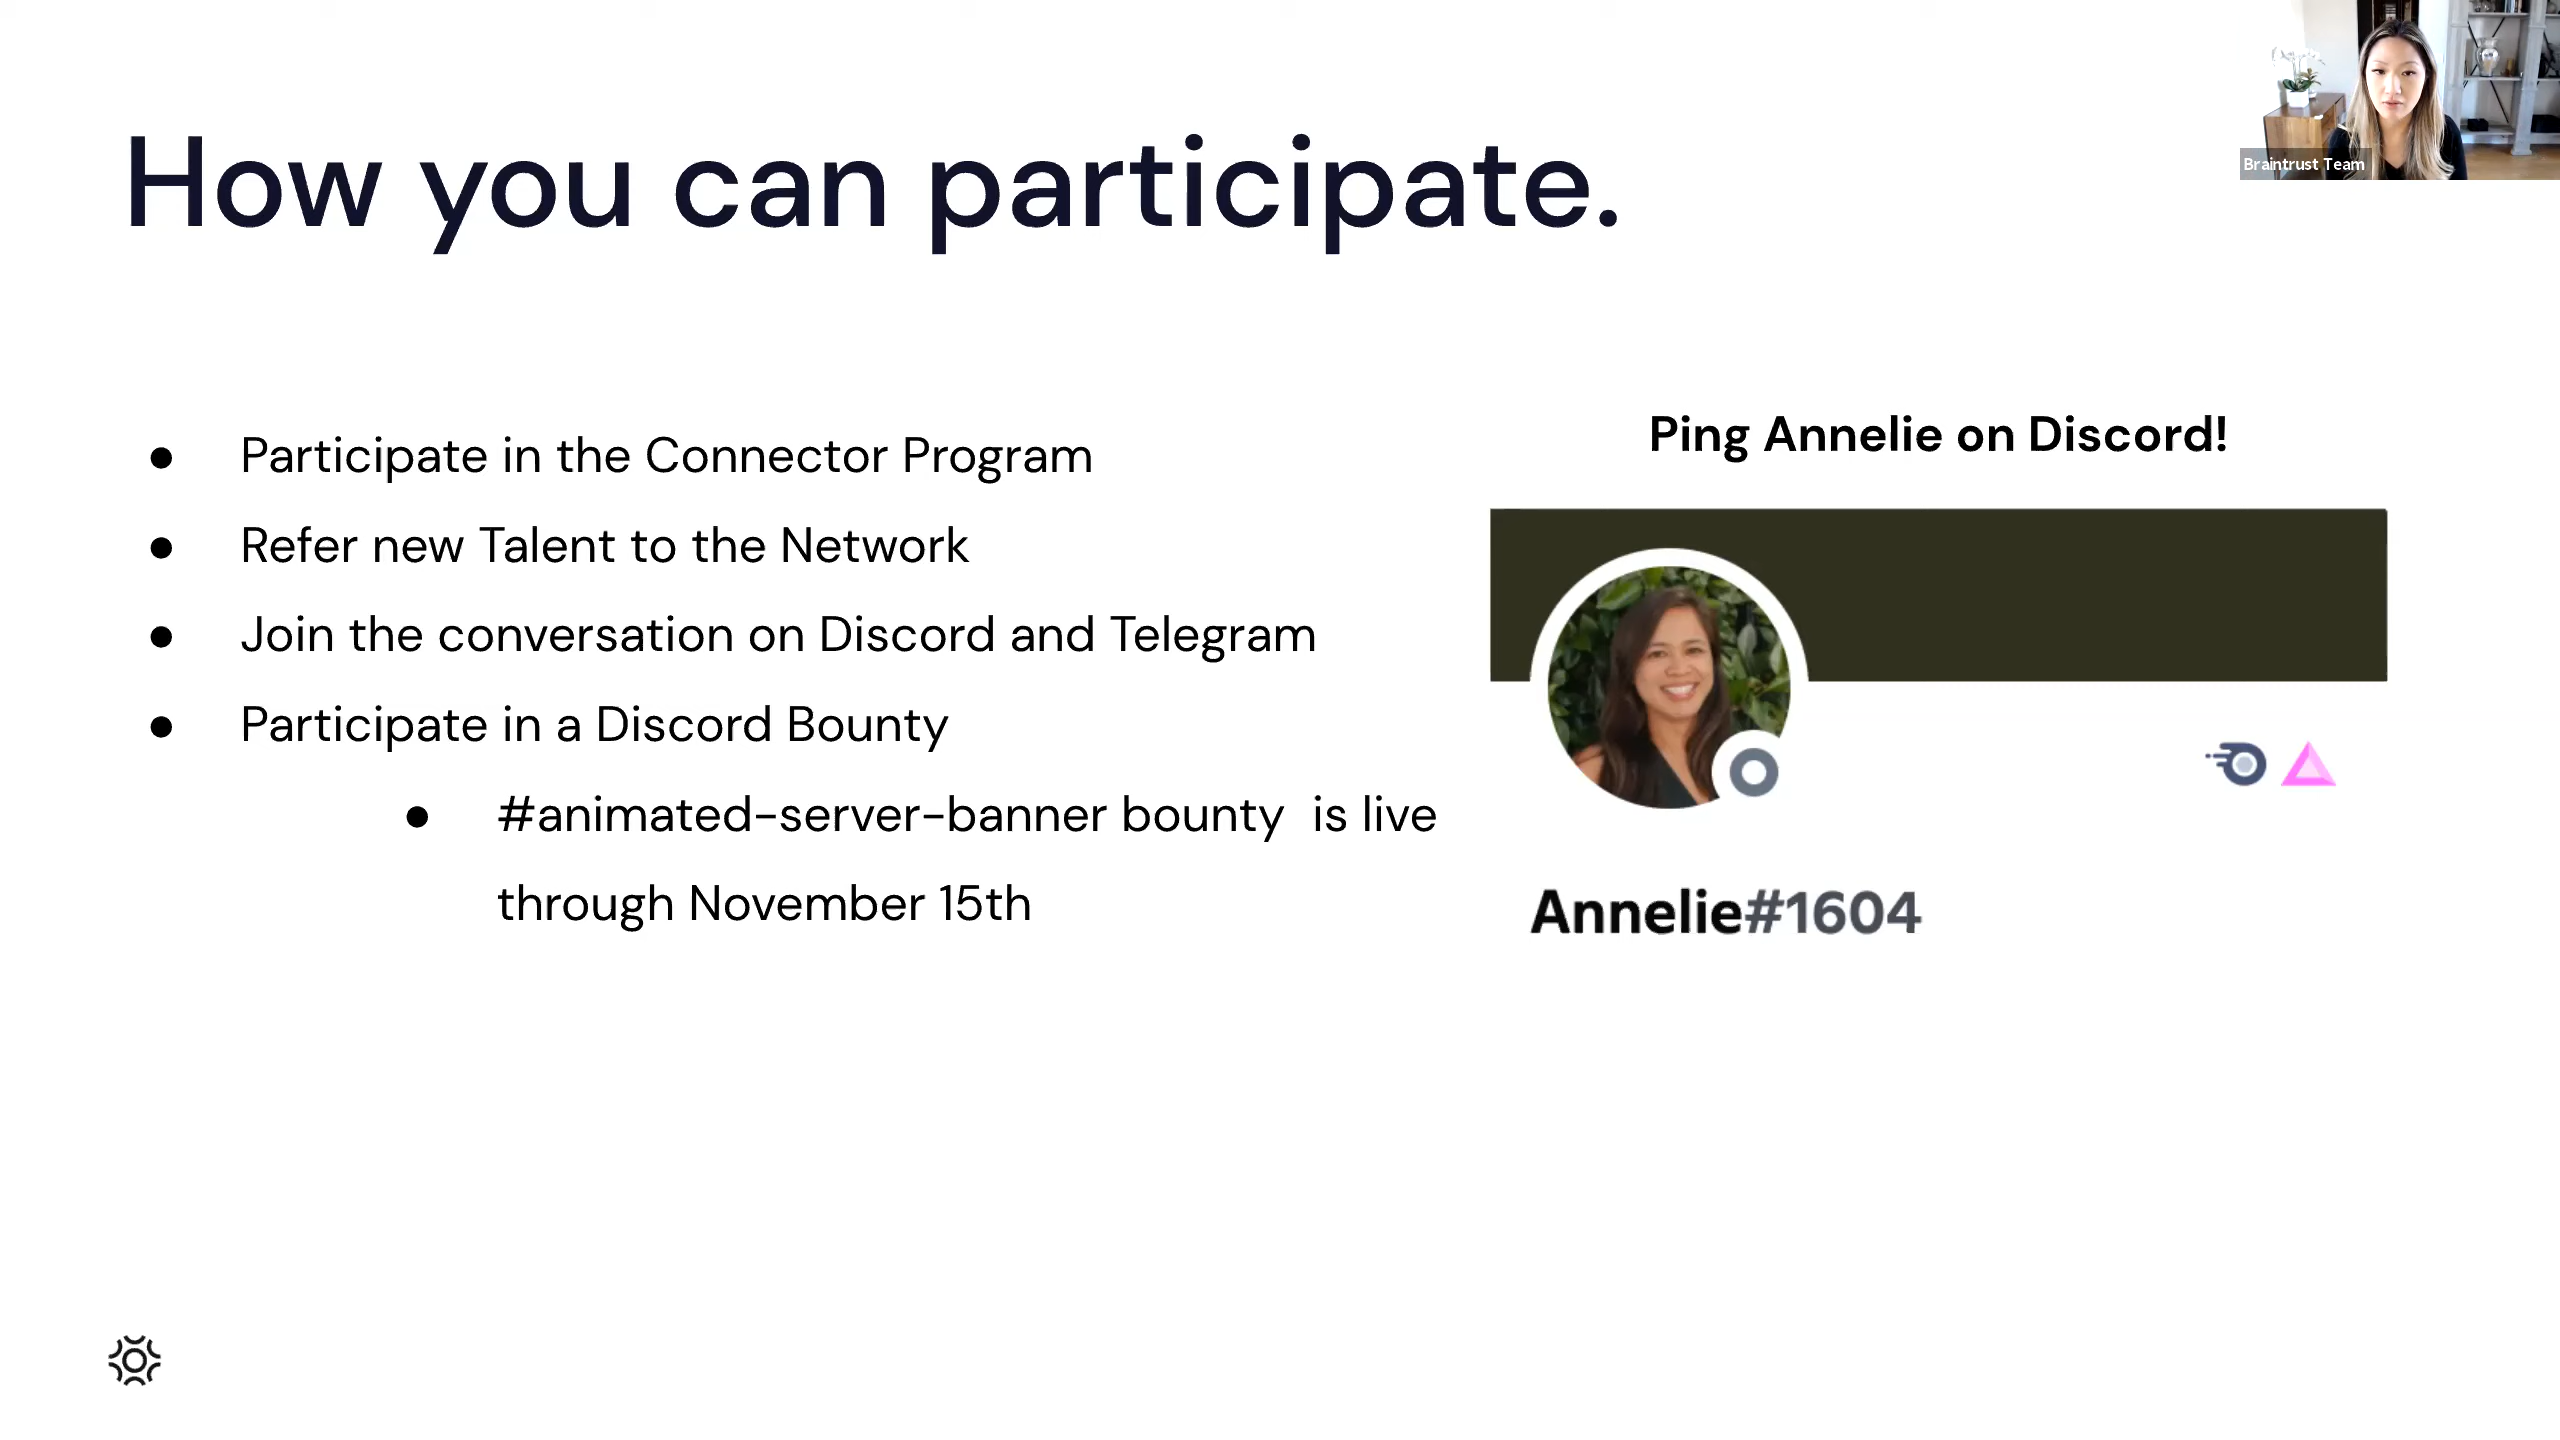 Braintrust Team
How you can participate.
● Participate in the Connector Program
● Refer new Talent to the Network
● Join the conversation on Discord and Telegram
● Participate in a Discord Bounty
● #animated-server-banner bounty  is live
through November 15th
Ping Annelie on Discord!
Annelie#1604